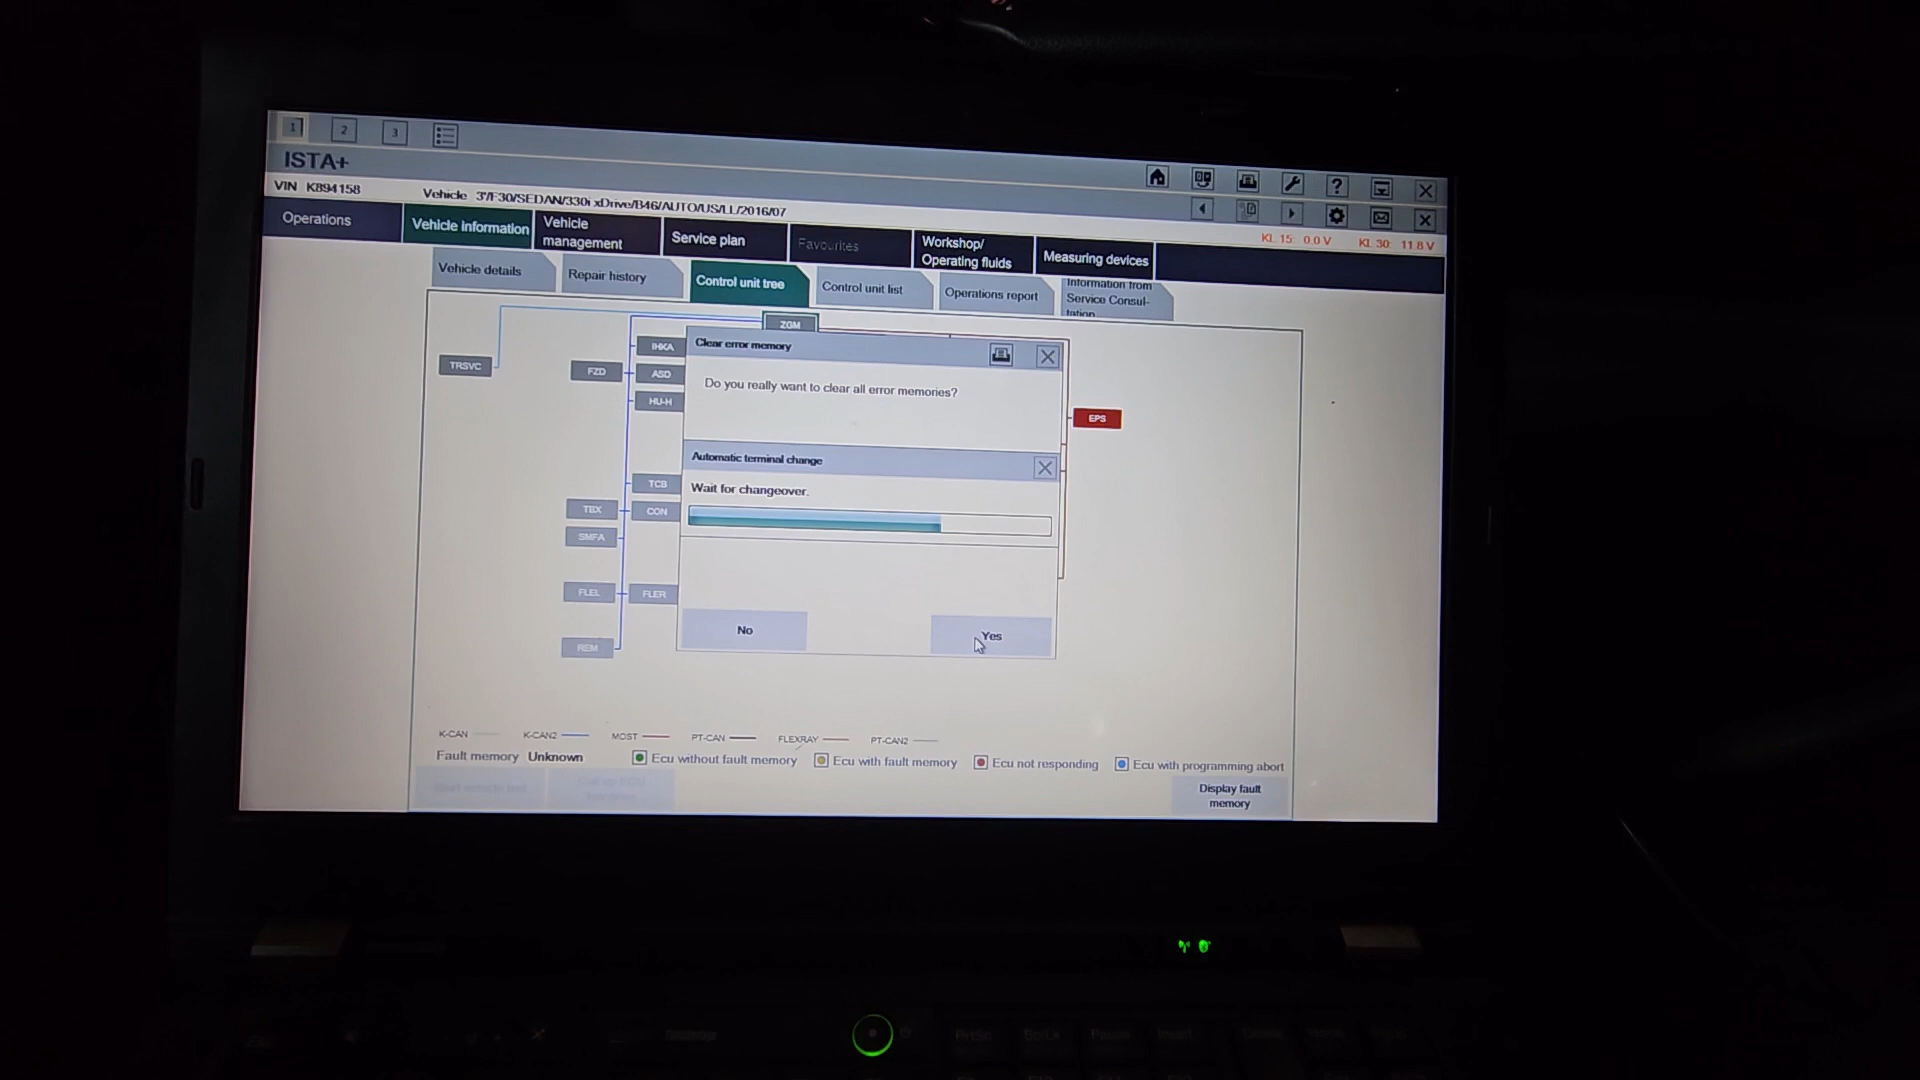 1 2 3
ISTA+
VIN K894158 Vehicle 3'/F30/SEDAN/330i xDrive/B46/AUTO/US/LL/2016/07
KL 15: 0.0 V KL 30: 11.8 V
Operations
Vehicle information
Vehicle
management
Service plan
Favourites
Workshop/
Operating fluids
Measuring devices
Vehicle details
Repair history
Control unit tree
Control unit list
Operations report
Information from
Service Consul-
tation
ZGM
TRSVC
FZD
IHKA
ASD
HU-H
Clear error memory
Do you really want to clear all error memories?
EPS
Automatic terminal change
Wait for changeover.
TCB
TBX
CON
SMFA
FLEL
FLER
REM
No
Yes
K-CAN K-CAN2 MOST PT-CAN FLEXRAY PT-CAN2
Fault memory Unknown Ecu without fault memory Ecu with fault memory Ecu not responding Ecu with programming abort
Display fault
memory